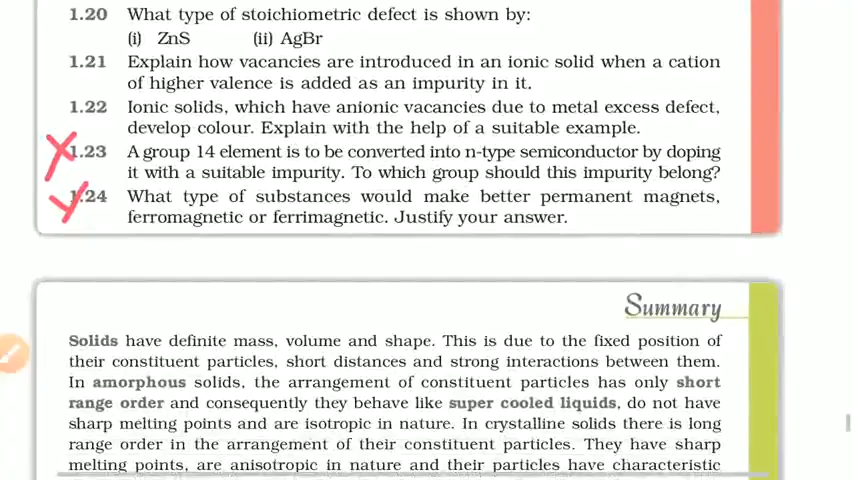 1.20 What type of stoichiometric defect is shown by:
(i) ZnS (ii) AgBr
1.21 Explain how vacancies are introduced in an ionic solid when a cation
of higher valence is added as an impurity in it.
1.22 Ionic solids, which have anionic vacancies due to metal excess defect,
develop colour. Explain with the help of a suitable example.
1.23 A group 14 element is to be converted into n-type semiconductor by doping
it with a suitable impurity. To which group should this impurity belong?
1.24 What type of substances would make better permanent magnets,
ferromagnetic or ferrimagnetic. Justify your answer.
Summary
Solids have definite mass, volume and shape. This is due to the fixed position of
their constituent particles, short distances and strong interactions between them.
In amorphous solids, the arrangement of constituent particles has only short
range order and consequently they behave like super cooled liquids, do not have
sharp melting points and are isotropic in nature. In crystalline solids there is long
range order in the arrangement of their constituent particles. They have sharp
melting points, are anisotropic in nature and their particles have characteristic